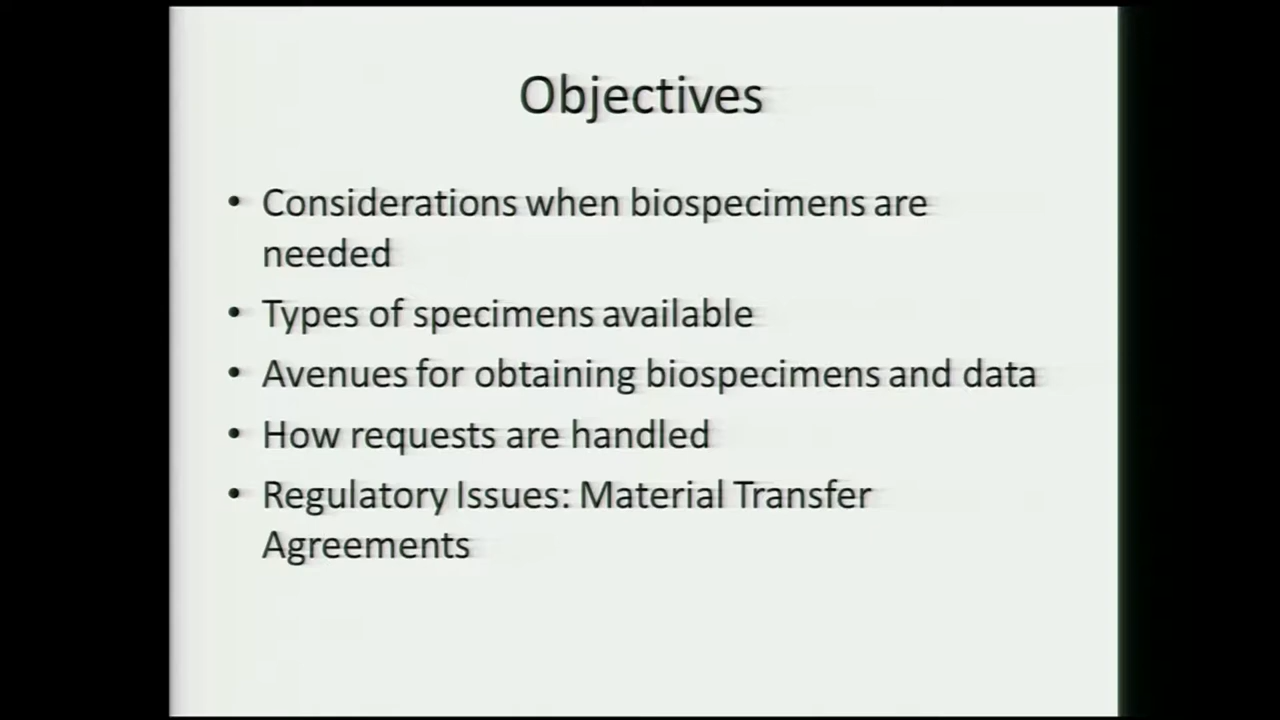 Objectives
• Considerations when biospecimens are
needed
• Types of specimens available
• Avenues for obtaining biospecimens and data
• How requests are handled
• Regulatory Issues: Material Transfer
Agreements